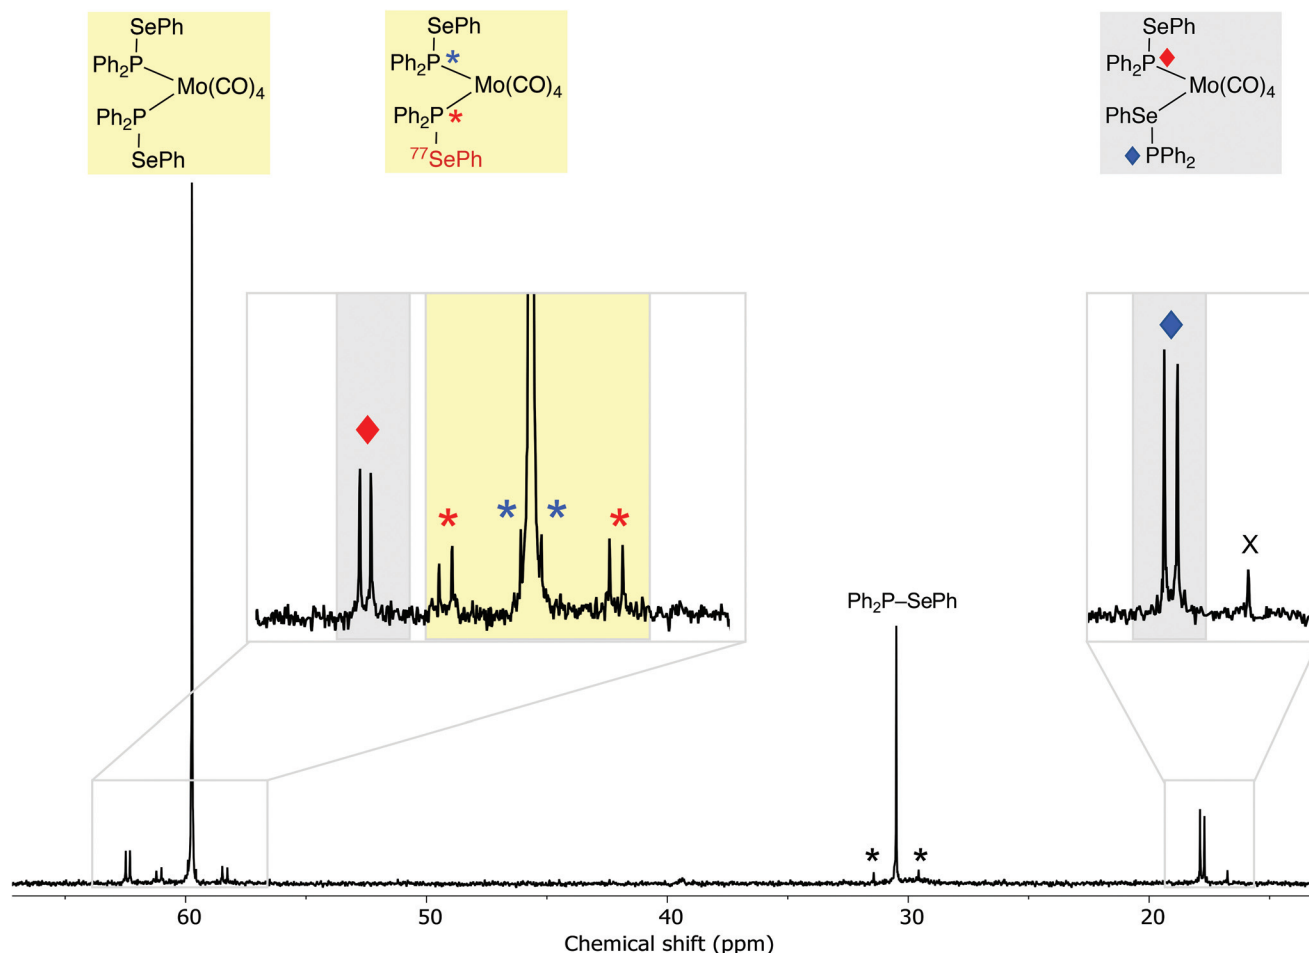 SePh
Ph₂P
Mo(CO)₄
Ph₂P
SePh
SePh
Ph₂P *
Mo(CO)₄
Ph₂P *
⁷⁷SePh
SePh
Ph₂P
Mo(CO)₄
PhSe
PPh₂
* * * *
X
Ph₂P–SePh
* *
60 50 40 30 20
Chemical shift (ppm)